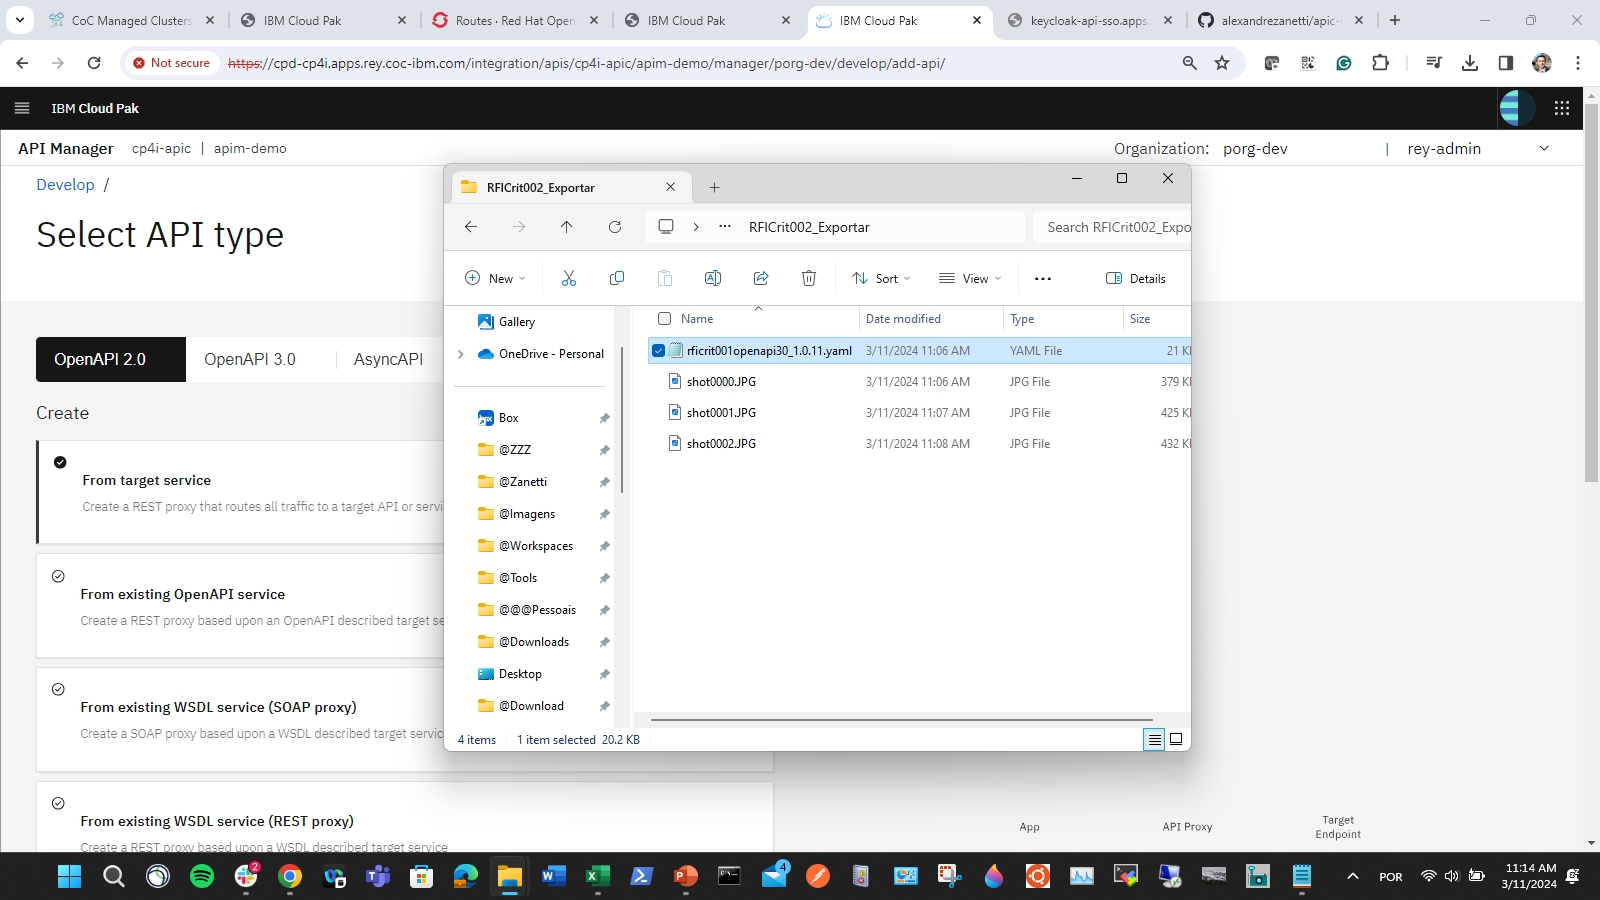 CoC Managed Clusters
IBM Cloud Pak
Routes · Red Hat Open
IBM Cloud Pak
IBM Cloud Pak
keycloak-api-sso.apps.
alexandrezanetti/apic-
Not secure
https://cpd-cp4i.apps.rey.coc-ibm.com/integration/apis/cp4i-apic/apim-demo/manager/porg-dev/develop/add-api/
IBM Cloud Pak
API Manager cp4i-apic | apim-demo
Organization: porg-dev | rey-admin
Develop /
Select API type
OpenAPI 2.0
OpenAPI 3.0
AsyncAPI
Create
From target service
Create a REST proxy that routes all traffic to a target API or servi
From existing OpenAPI service
Create a REST proxy based upon an OpenAPI described target se
From existing WSDL service (SOAP proxy)
Create a SOAP proxy based upon a WSDL described target servic
From existing WSDL service (REST proxy)
Create a REST proxy based upon a WSDL described target service
RFICrit002_Exportar
RFICrit002_Exportar
Search RFICrit002_Expo
New
Sort
View
Details
Gallery
OneDrive - Personal
Box
@ZZZ
@Zanetti
@Imagens
@Workspaces
@Tools
@@@Pessoais
@Downloads
Desktop
@Download
Name Date modified Type Size
rficrit001openapi30_1.0.11.yaml 3/11/2024 11:06 AM YAML File 21 K
shot0000.JPG 3/11/2024 11:06 AM JPG File 379 K
shot0001.JPG 3/11/2024 11:07 AM JPG File 425 K
shot0002.JPG 3/11/2024 11:08 AM JPG File 432 K
4 items 1 item selected 20.2 KB
App
API Proxy
Target
Endpoint
2
4
POR
11:14 AM
3/11/2024